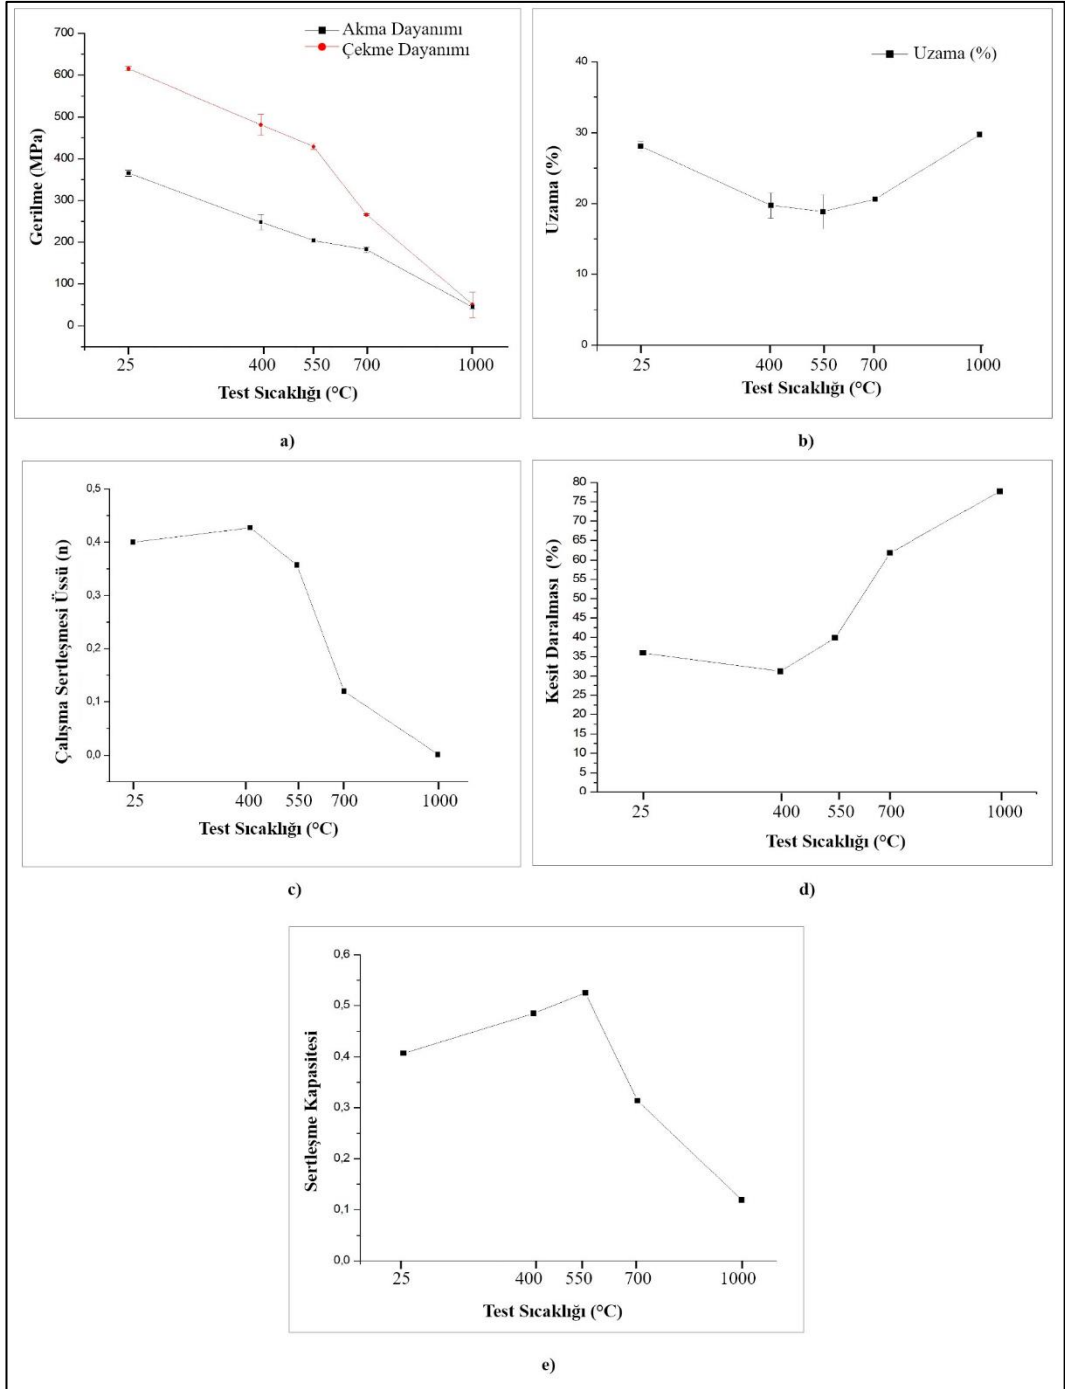 Akma Dayanımı
Çekme Dayanımı
700
600
500
400
300
200
100
0
Gerilme (MPa)
25 400 550 700 1000
Test Sıcaklığı (°C)
a)
Uzama (%)
40
30
20
10
0
Uzama (%)
25 400 550 700 1000
Test Sıcaklığı (°C)
b)
0,5
0,4
0,3
0,2
0,1
0,0
Çalışma Sertleşmesi Üssü (n)
25 400 550 700 1000
Test Sıcaklığı (°C)
c)
80
75
70
65
60
55
50
45
40
35
30
25
20
15
10
5
0
Kesit Daralması (%)
25 400 550 700 1000
Test Sıcaklığı (°C)
d)
0,6
0,5
0,4
0,3
0,2
0,1
0,0
Sertleşme Kapasitesi
25 400 550 700 1000
Test Sıcaklığı (°C)
e)